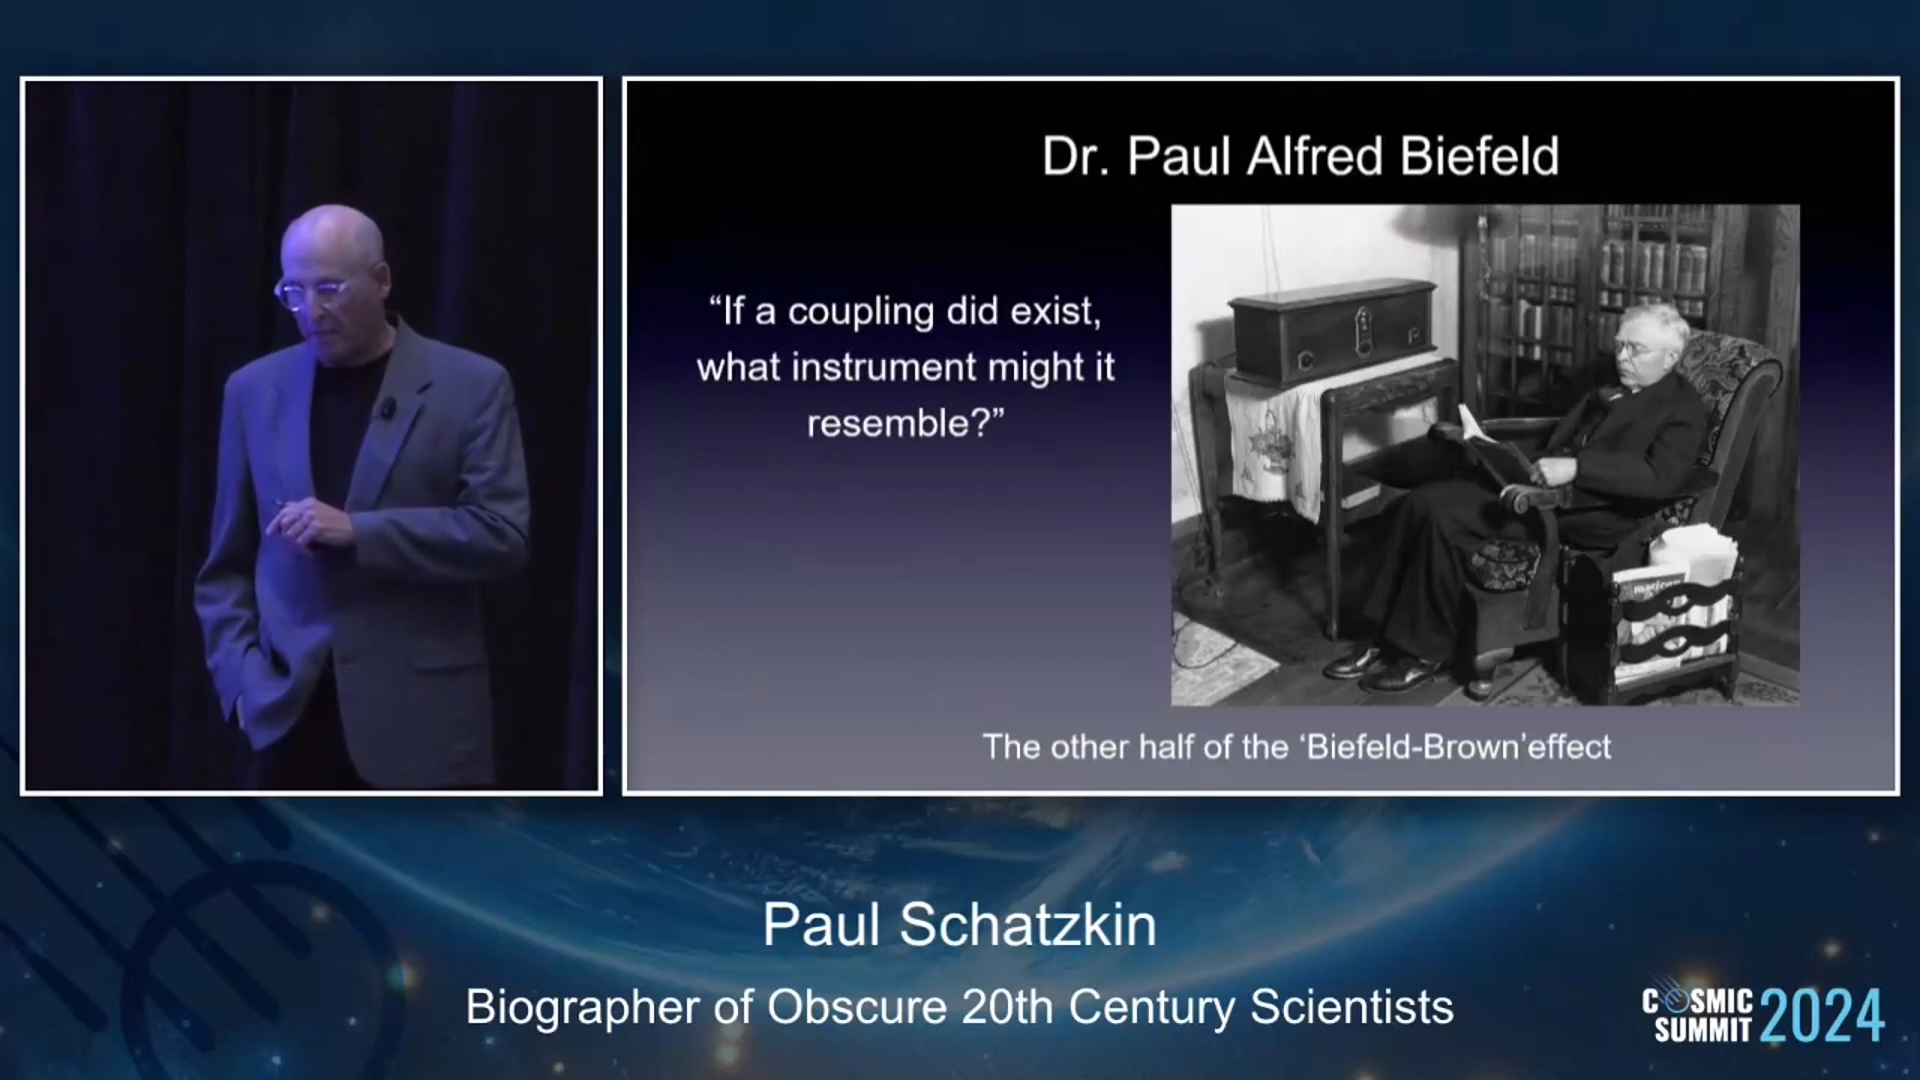 Dr. Paul Alfred Biefeld
“If a coupling did exist,
what instrument might it
resemble?”
The other half of the ‘Biefeld-Brown’effect
Paul Schatzkin
Biographer of Obscure 20th Century Scientists
COSMIC
SUMMIT 2024